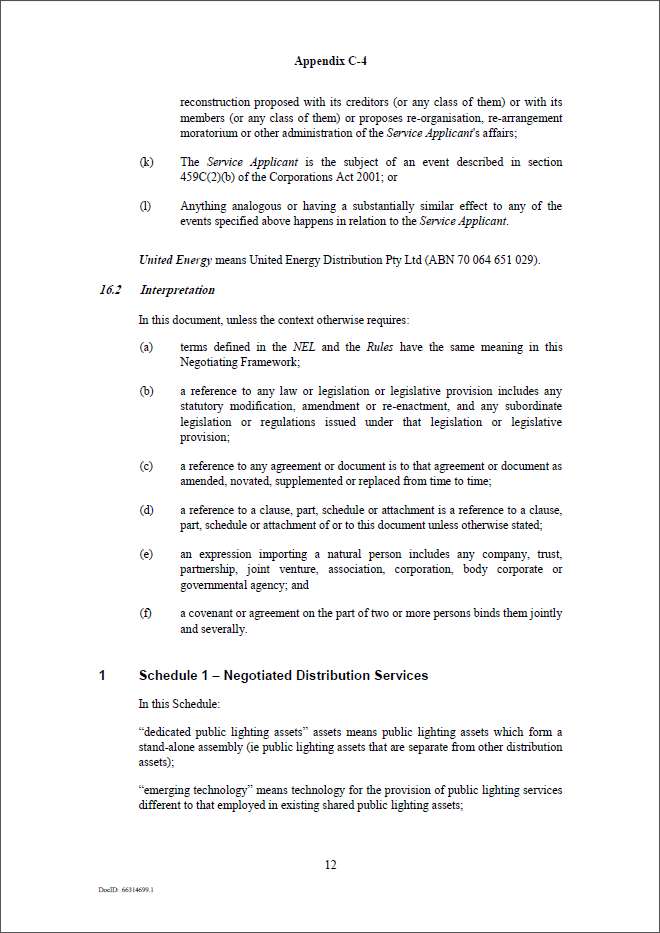 Appendix C-4
reconstruction proposed with its creditors (or any class of them) or with its
members (or any class of them) or proposes re-organisation, re-arrangement
moratorium or other administration of the Service Applicant's affairs;
(k) The Service Applicant is the subject of an event described in section
459C(2)(b) of the Corporations Act 2001; or
(l) Anything analogous or having a substantially similar effect to any of the
events specified above happens in relation to the Service Applicant.
United Energy means United Energy Distribution Pty Ltd (ABN 70 064 651 029).
16.2 Interpretation
In this document, unless the context otherwise requires:
(a) terms defined in the NEL and the Rules have the same meaning in this
Negotiating Framework;
(b) a reference to any law or legislation or legislative provision includes any
statutory modification, amendment or re-enactment, and any subordinate
legislation or regulations issued under that legislation or legislative
provision;
(c) a reference to any agreement or document is to that agreement or document as
amended, novated, supplemented or replaced from time to time;
(d) a reference to a clause, part, schedule or attachment is a reference to a clause,
part, schedule or attachment of or to this document unless otherwise stated;
(e) an expression importing a natural person includes any company, trust,
partnership, joint venture, association, corporation, body corporate or
governmental agency; and
(f) a covenant or agreement on the part of two or more persons binds them jointly
and severally.
1 Schedule 1 – Negotiated Distribution Services
In this Schedule:
“dedicated public lighting assets” assets means public lighting assets which form a
stand-alone assembly (ie public lighting assets that are separate from other distribution
assets);
“emerging technology” means technology for the provision of public lighting services
different to that employed in existing shared public lighting assets;
12
DocID: 66314699.1